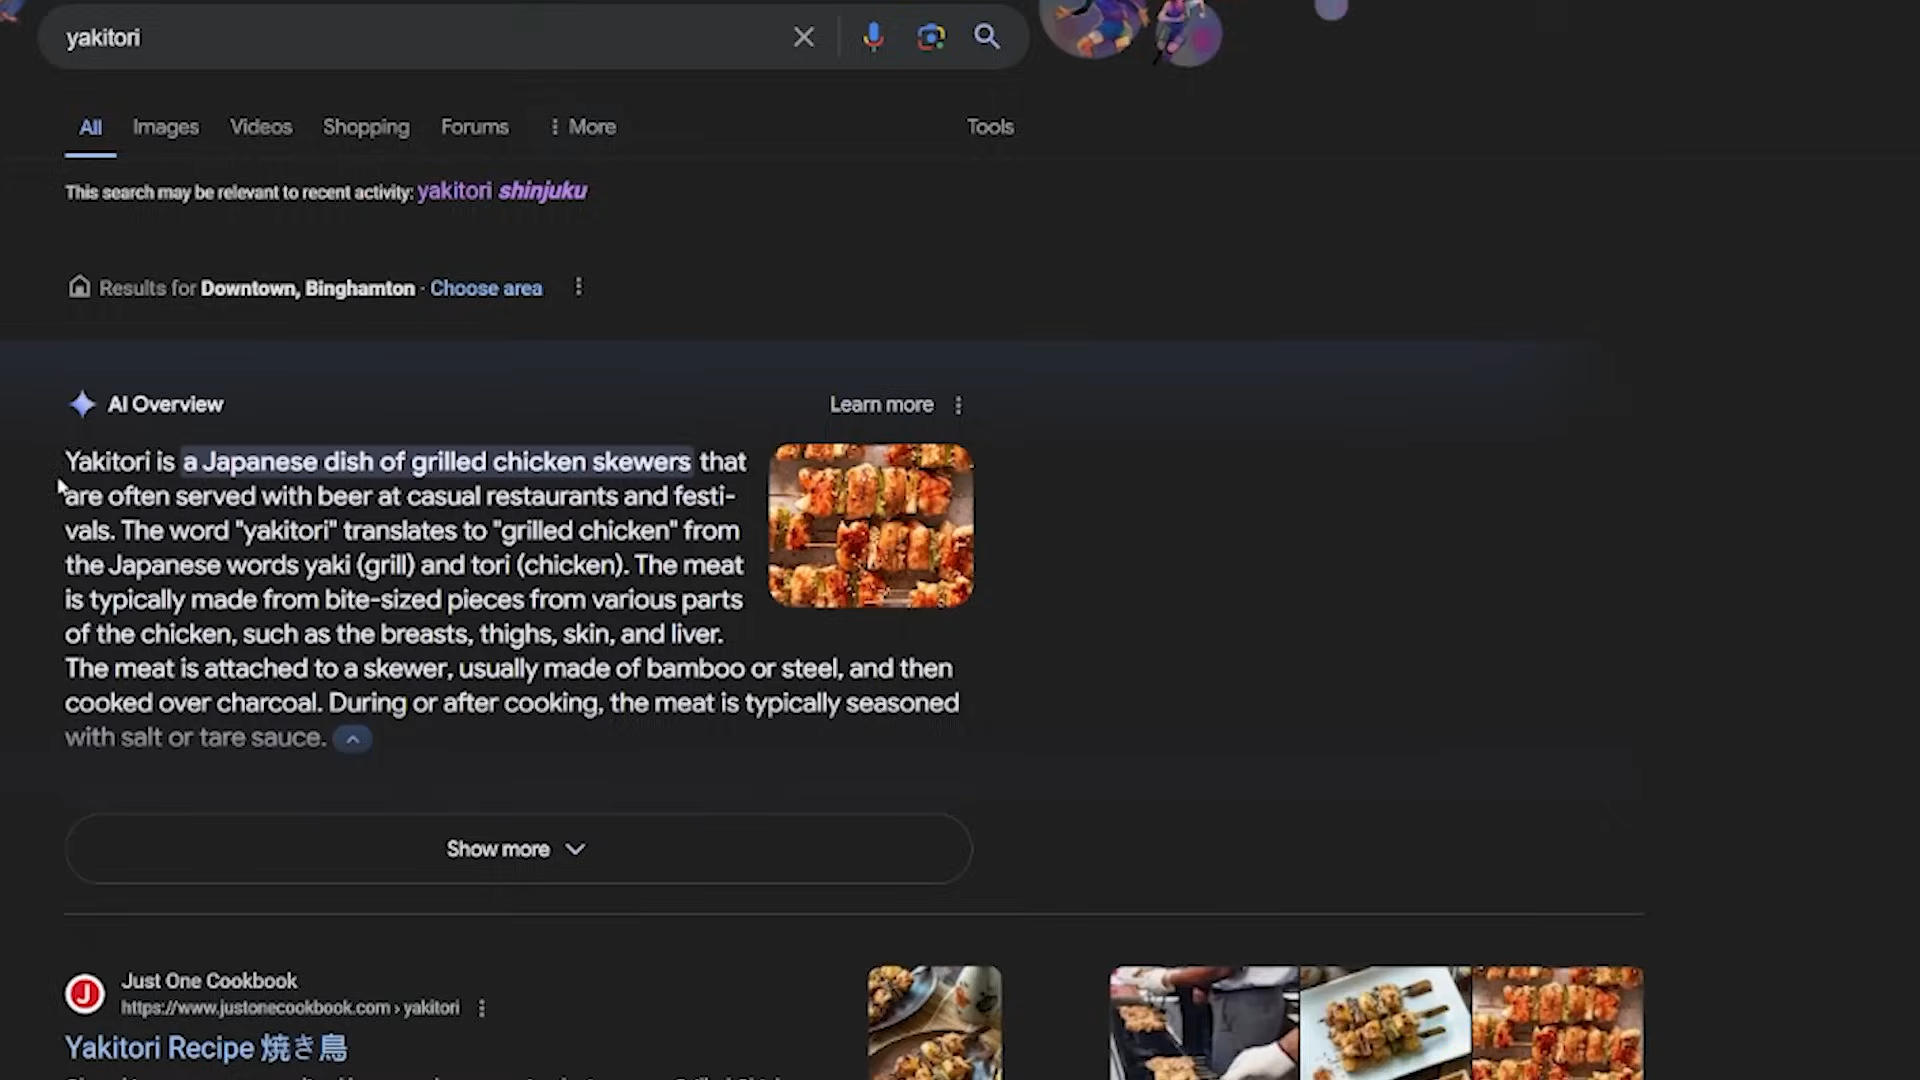 yakitori
All Images Videos Shopping Forums More Tools
This search may be relevant to recent activity: yakitori shinjuku
Results for Downtown, Binghamton · Choose area
AI Overview Learn more
Yakitori is a Japanese dish of grilled chicken skewers that
are often served with beer at casual restaurants and festi-
vals. The word "yakitori" translates to "grilled chicken" from
the Japanese words yaki (grill) and tori (chicken). The meat
is typically made from bite-sized pieces from various parts
of the chicken, such as the breasts, thighs, skin, and liver.
The meat is attached to a skewer, usually made of bamboo or steel, and then
cooked over charcoal. During or after cooking, the meat is typically seasoned
with salt or tare sauce.
Show more
J
Just One Cookbook
https://www.justonecookbook.com › yakitori
Yakitori Recipe 焼き鳥